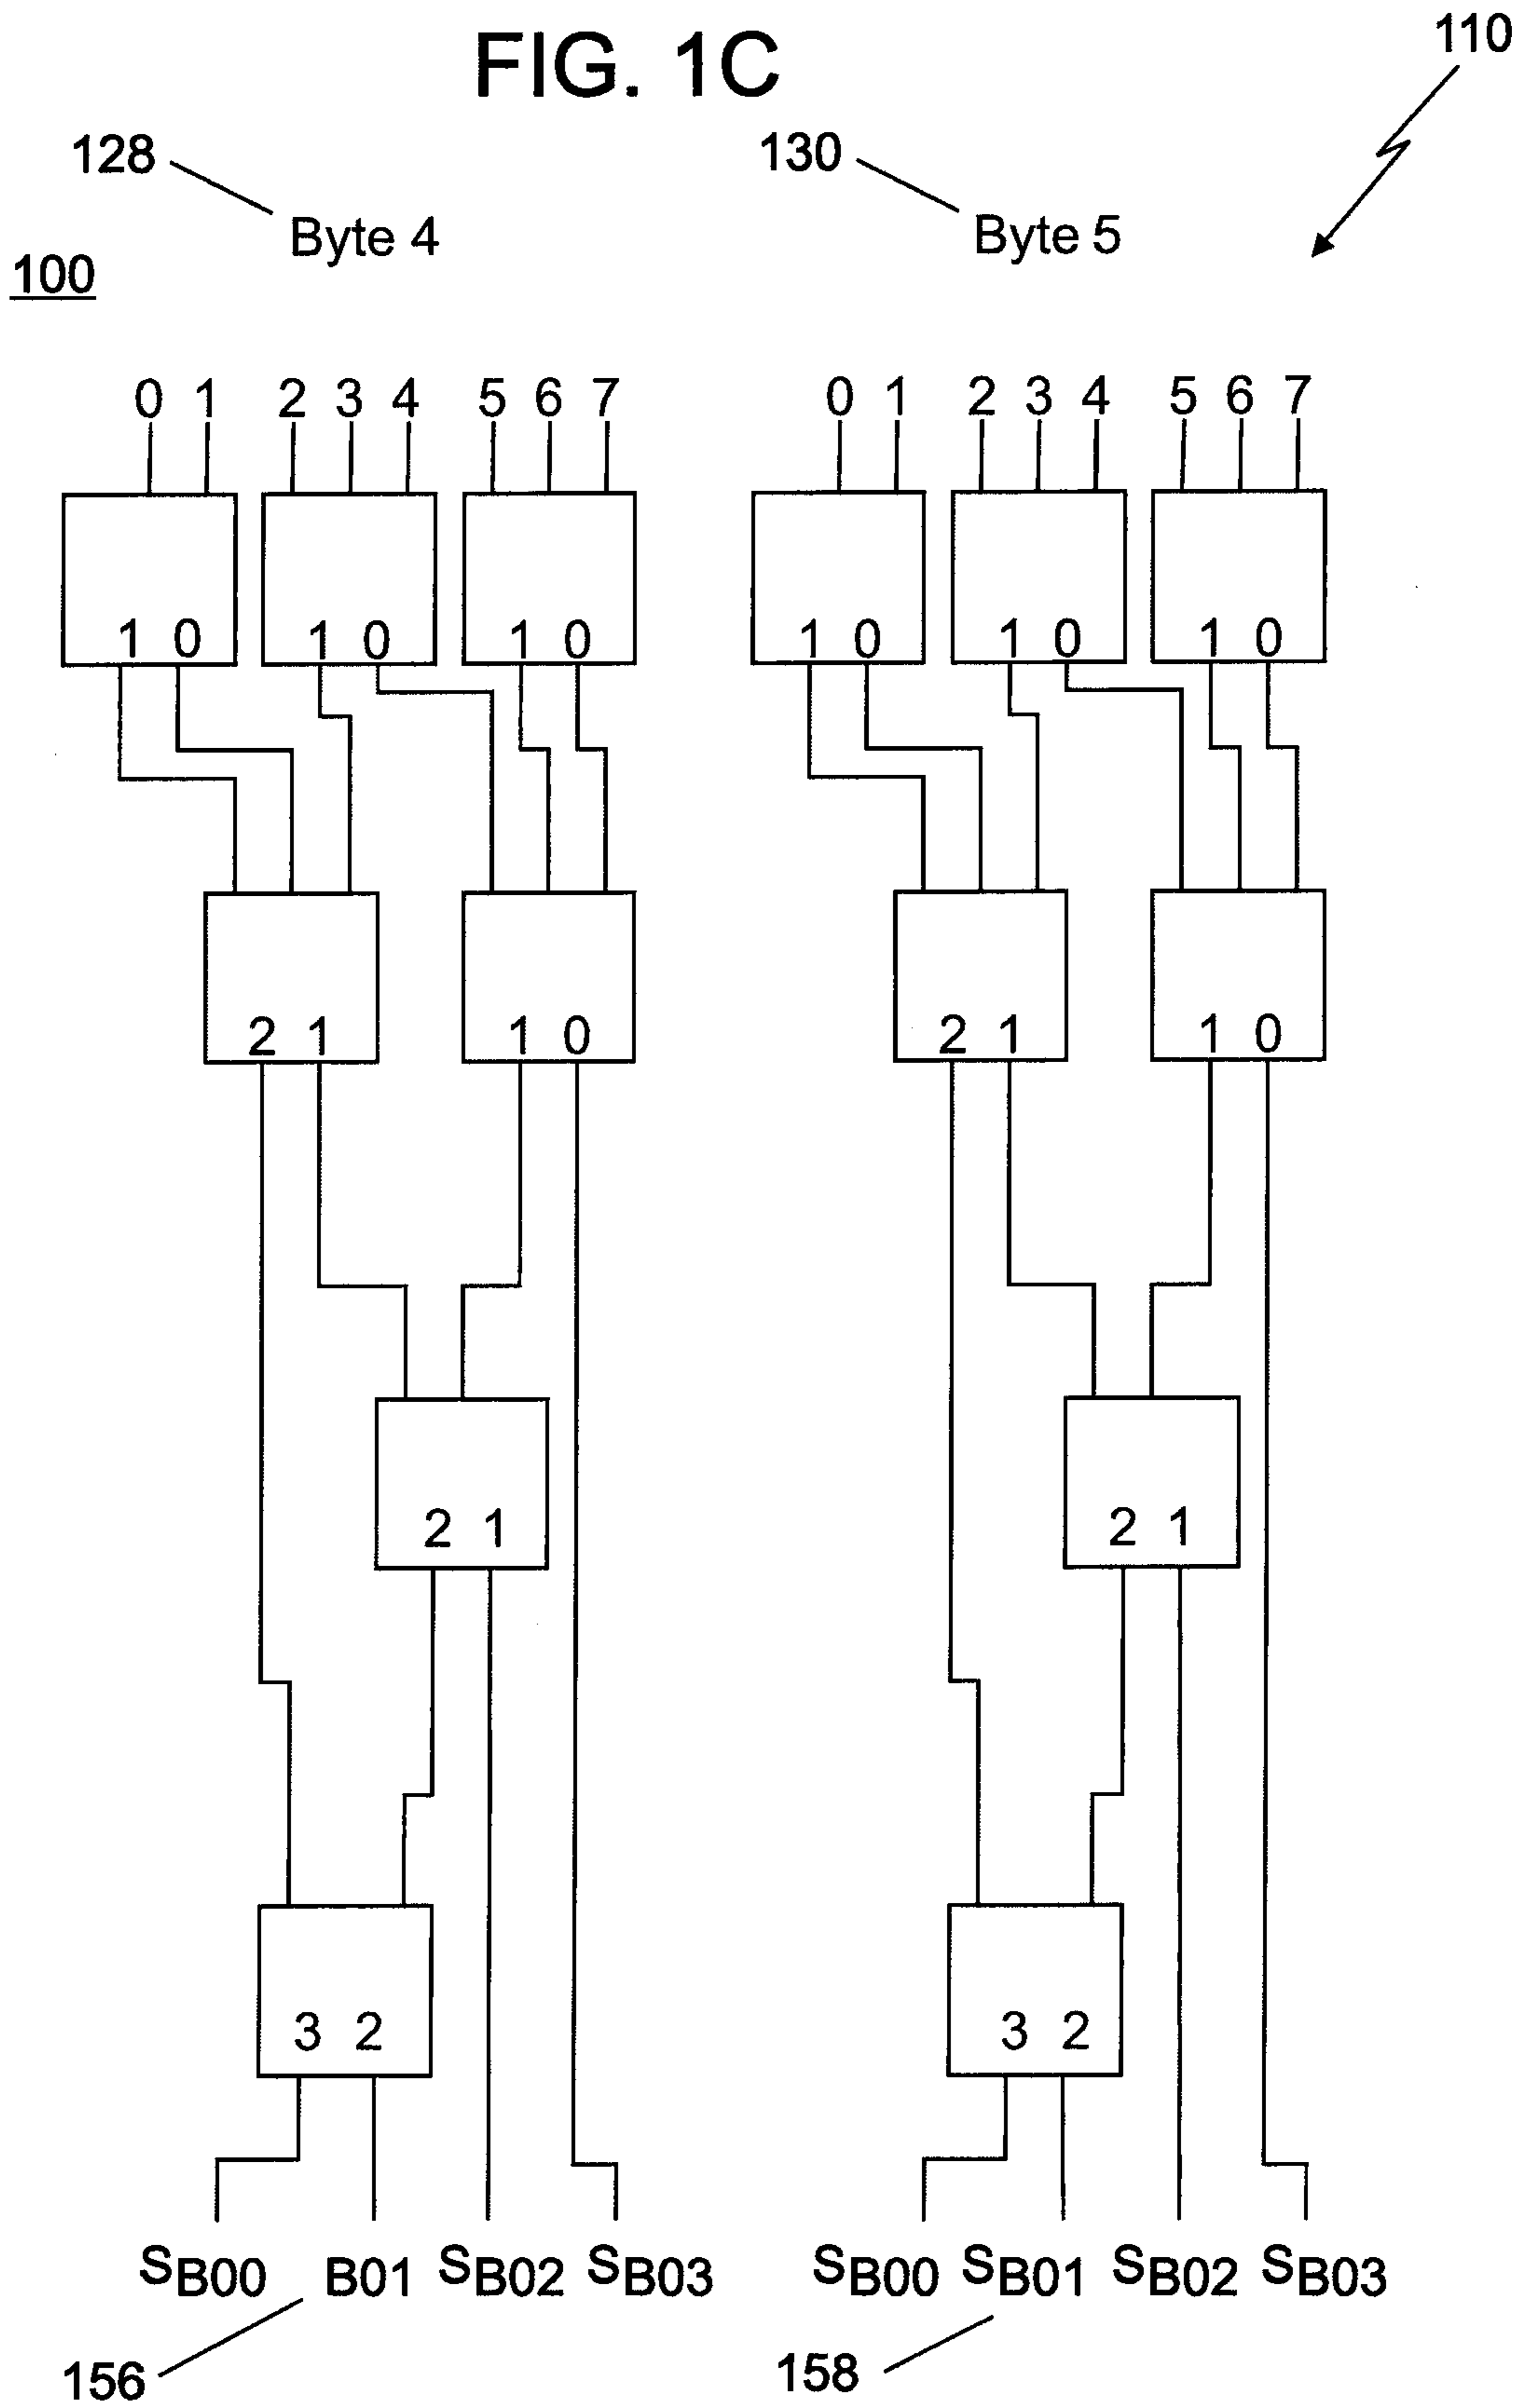 FIG. 1C
110
128
130
Byte 4
Byte 5
100
0 1 2 3 4 5 6 7
0 1 2 3 4 5 6 7
1 0 1 0 1 0
1 0 1 0 1 0
2 1 1 0
2 1 1 0
2 1
2 1
3 2
3 2
SB00 B01 SB02 SB03
SB00 SB01 SB02 SB03
156
158